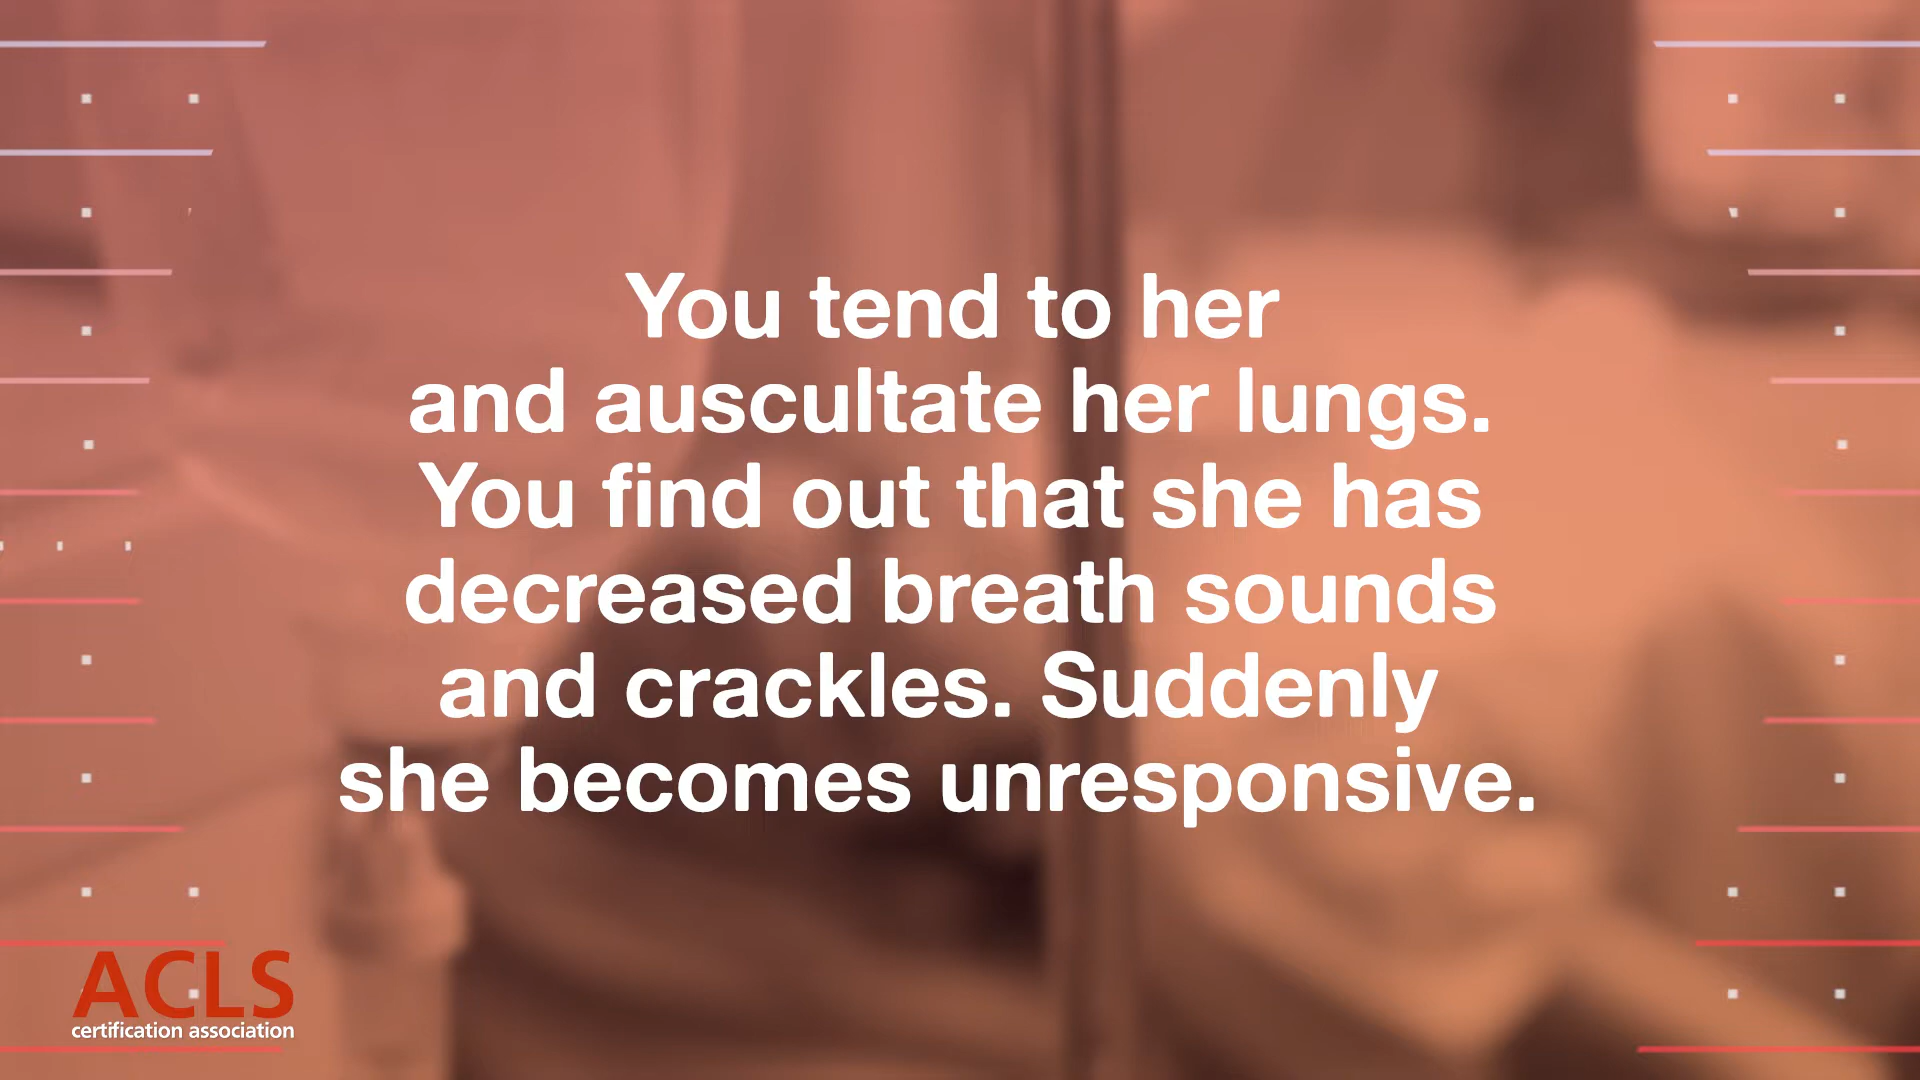 You tend to her
and auscultate her lungs.
You find out that she has
decreased breath sounds
and crackles. Suddenly
she becomes unresponsive.
ACLS
certification association